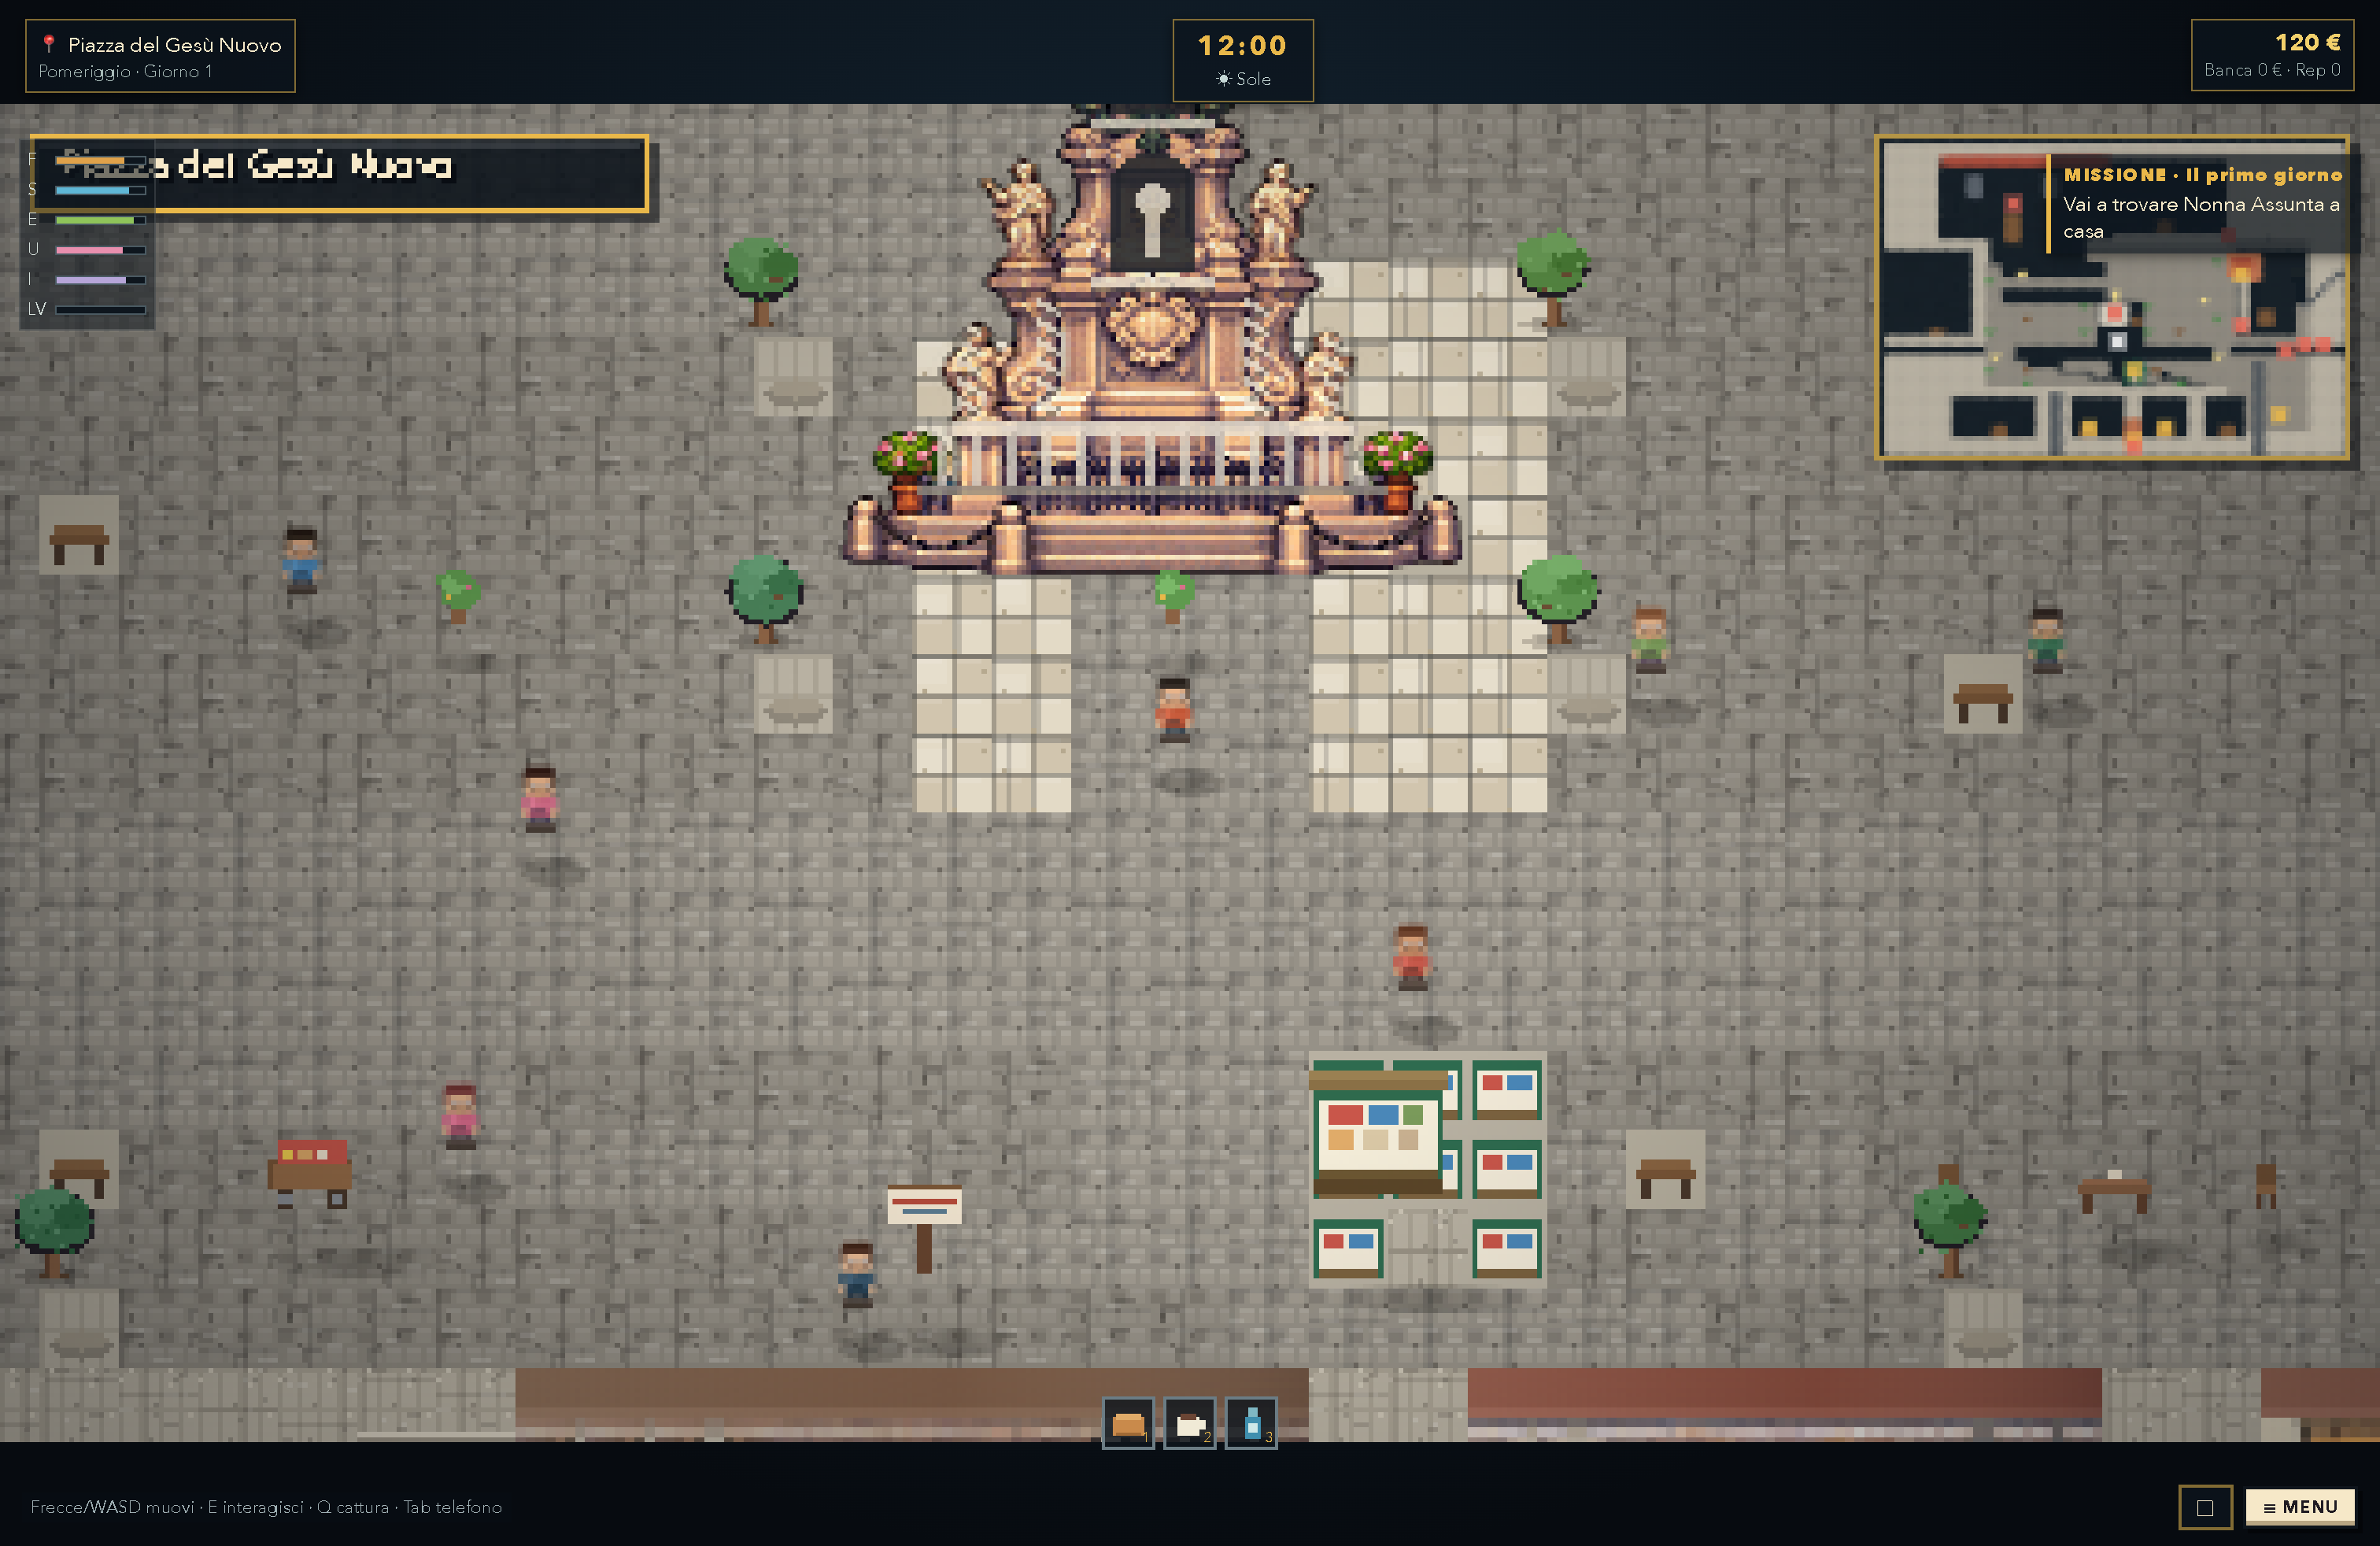 Piazza del Gesù Nuovo
Pomeriggio · Giorno 1
12:00
☀ Sole
120 €
Banca 0 € · Rep 0
del Gesù Nuovo
F
S
E
U
I
LV
MISSIONE · Il primo giorno
Vai a trovare Nonna Assunta a
casa
1
2
3
Frecce/WASD muovi · E interagisci · Q cattura · Tab telefono
≡ MENU